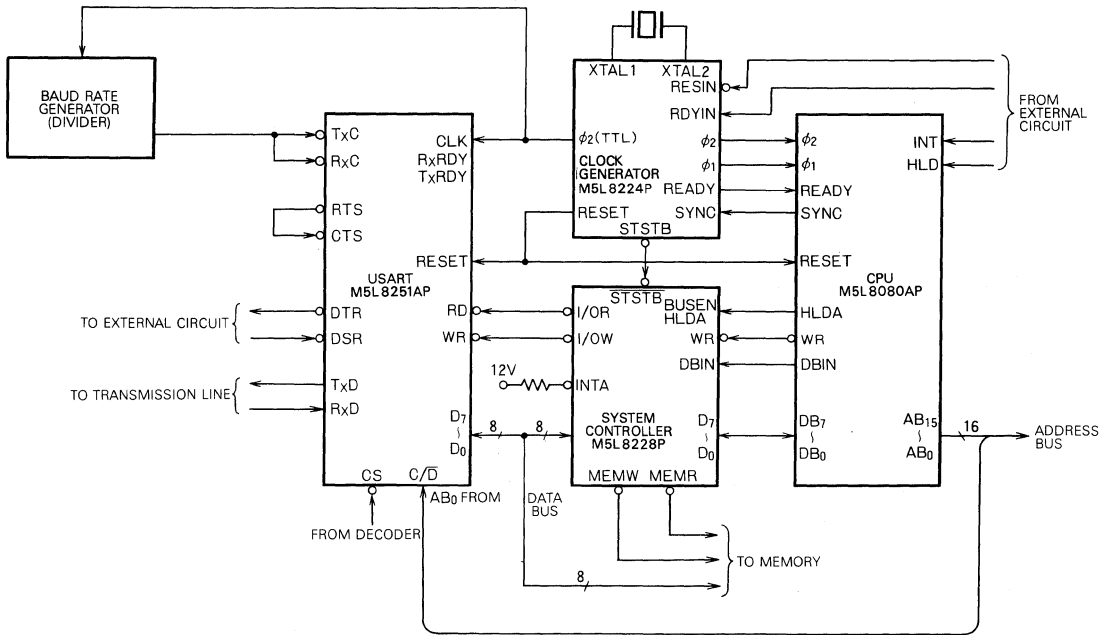 BAUD RATE
GENERATOR
(DIVIDER)
XTAL1 XTAL2
RESIN
RDYIN
φ2(TTL) φ2
CLOCK φ1
GENERATOR
M5L8224P READY
RESET SYNC
STSTB
FROM
EXTERNAL
CIRCUIT
TxC CLK
RxC RxRDY
TxRDY
RTS
CTS
RESET
USART
M5L8251AP
DTR RD
DSR WR
TxD
RxD
D7
~
D0
CS C/D̅
TO EXTERNAL CIRCUIT
TO TRANSMISSION LINE
FROM DECODER
AB0 FROM
STSTB
I/OR BUSEN
HLDA
I/OW WR
DBIN
12V
INTA
SYSTEM
CONTROLLER
M5L8228P
D7
~
D0
MEMW MEMR
8 8
DATA
BUS
8
TO MEMORY
φ2 INT
φ1 HLD
READY
SYNC
RESET
CPU
M5L8080AP
HLDA
WR
DBIN
DB7 AB15
~ ~
DB0 AB0
16
ADDRESS
BUS